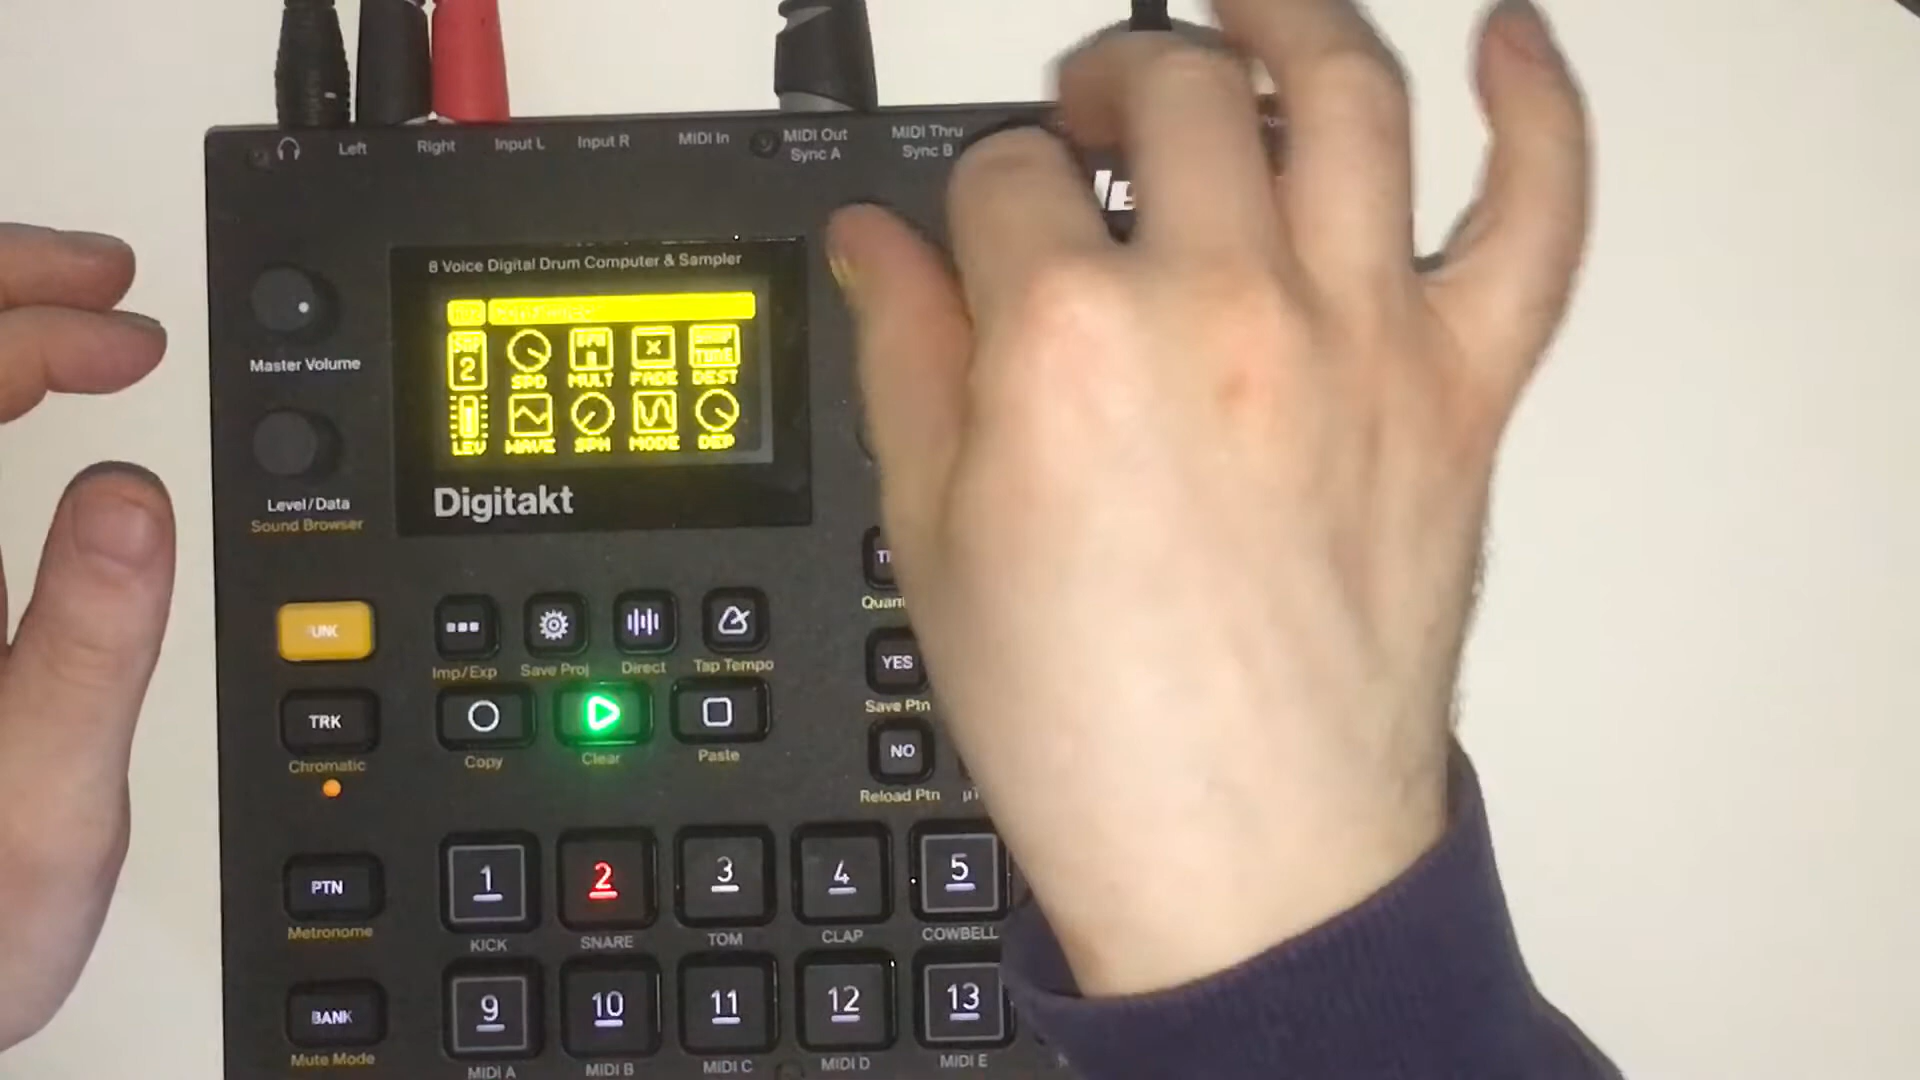 Left Right Input L Input R MIDI In MIDI Out MIDI Thru
Sync A Sync B
8 Voice Digital Drum Computer & Sampler
2 SPD MULT FADE DEST
TUNE
LEV WAVE SPH MODE DEP
Digitakt
Master Volume
Level/Data
Sound Browser
FUNC
Imp/Exp Save Proj Direct Tap Tempo
YES
Save Ptn
TRK
Chromatic
Copy Clear Paste
NO
Reload Ptn
PTN
Metronome
1 2 3 4 5
KICK SNARE TOM CLAP COWBELL
BANK
Mute Mode
9 10 11 12 13
MIDI A MIDI B MIDI C MIDI D MIDI E